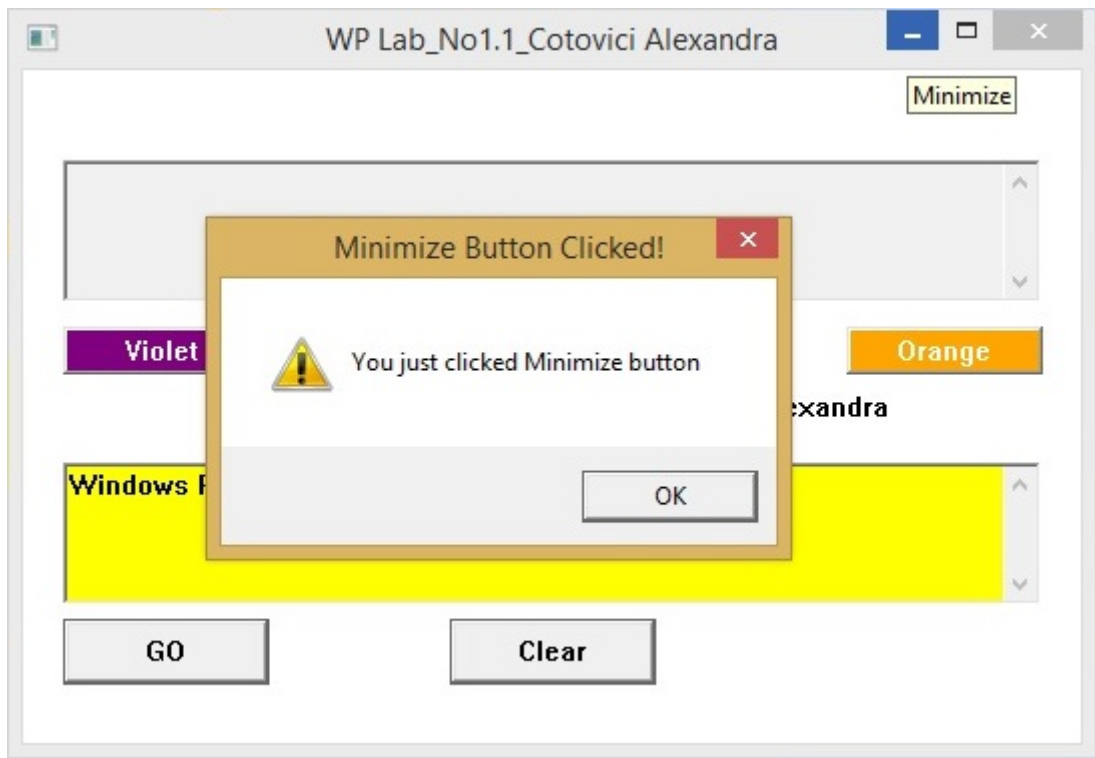 WP Lab_No1.1_Cotovici Alexandra
Minimize
Minimize Button Clicked!
Violet
You just clicked Minimize button
Orange
exandra
Windows
OK
GO
Clear